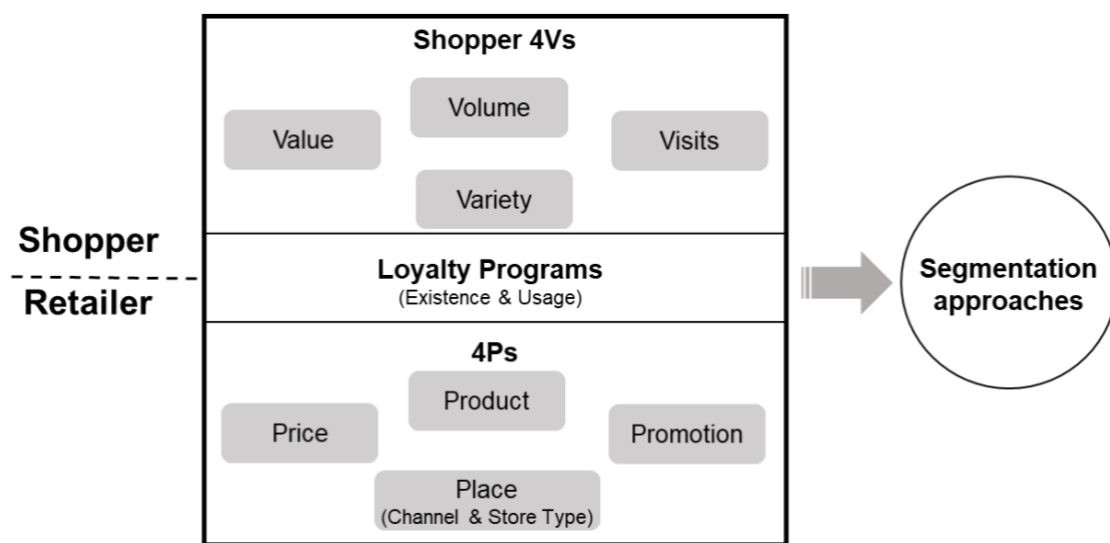 Shopper 4Vs
Volume
Value
Visits
Variety
Shopper
Retailer
Loyalty Programs
(Existence & Usage)
Segmentation
approaches
4Ps
Product
Price
Promotion
Place
(Channel & Store Type)